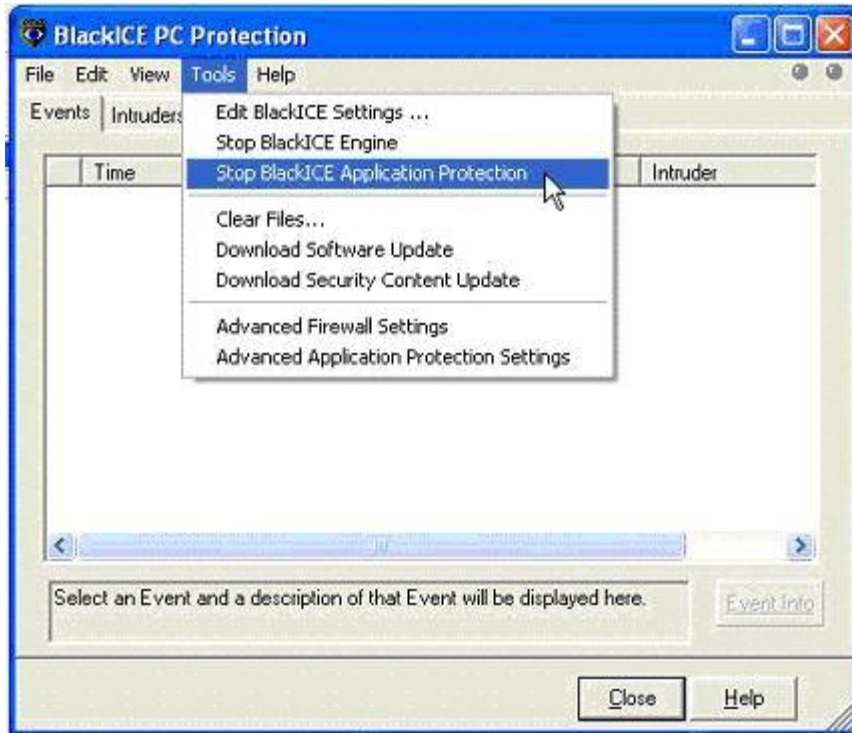 BlackICE PC Protection
File Edit View Tools Help
Events Intruders
Edit BlackICE Settings ...
Stop BlackICE Engine
Stop BlackICE Application Protection
Time Intruder
Clear Files...
Download Software Update
Download Security Content Update
Advanced Firewall Settings
Advanced Application Protection Settings
Select an Event and a description of that Event will be displayed here.
Event Info
Close Help